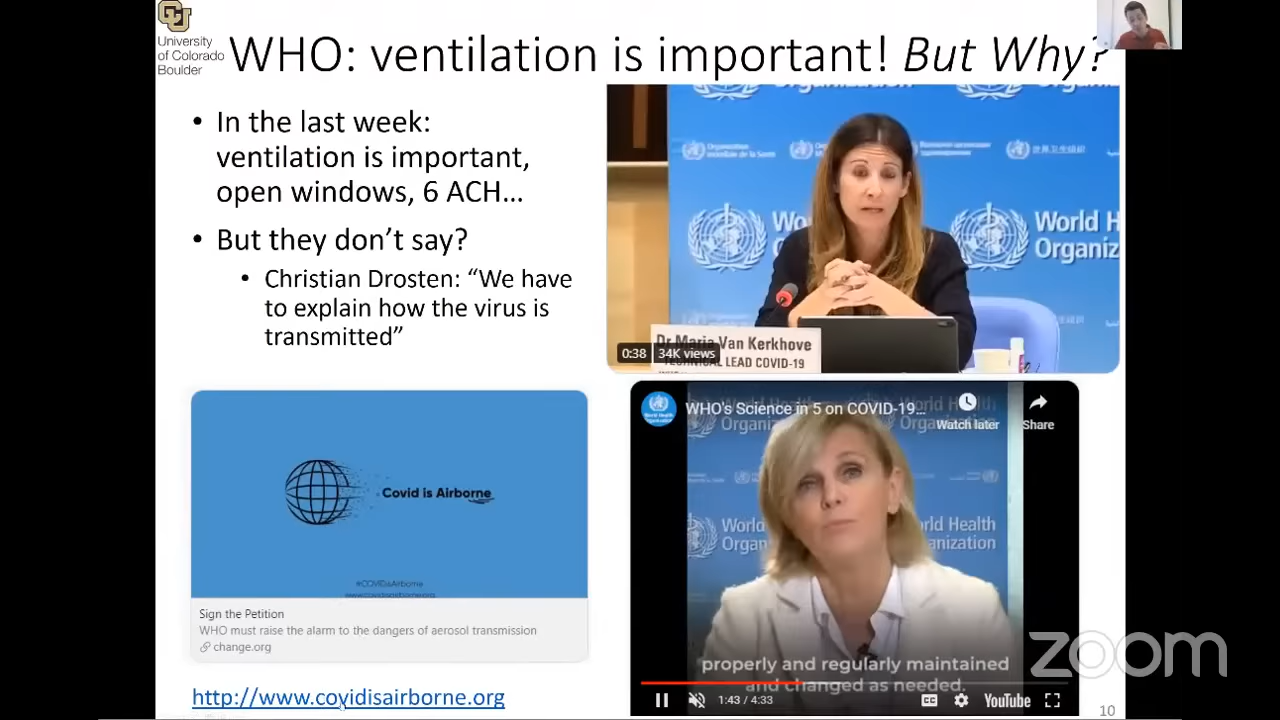 University
of Colorado
Boulder
WHO: ventilation is important! But Why?
• In the last week:
ventilation is important,
open windows, 6 ACH...
• But they don't say?
• Christian Drosten: “We have
to explain how the virus is
transmitted”
World Health
Organiz
Dr Maria Van Kerkhove
TECHNICAL LEAD COVID-19
0:38 34K views
Covid is Airborne
#COVIDisAirborne
www.covidisairborne.org
Sign the Petition
WHO must raise the alarm to the dangers of aerosol transmission
change.org
http://www.covidisairborne.org
WHO's Science in 5 on COVID-19...
Watch later
Share
World Health
properly and regularly maintained
and changed as needed.
1:43 / 4:33
YouTube
zoom
10